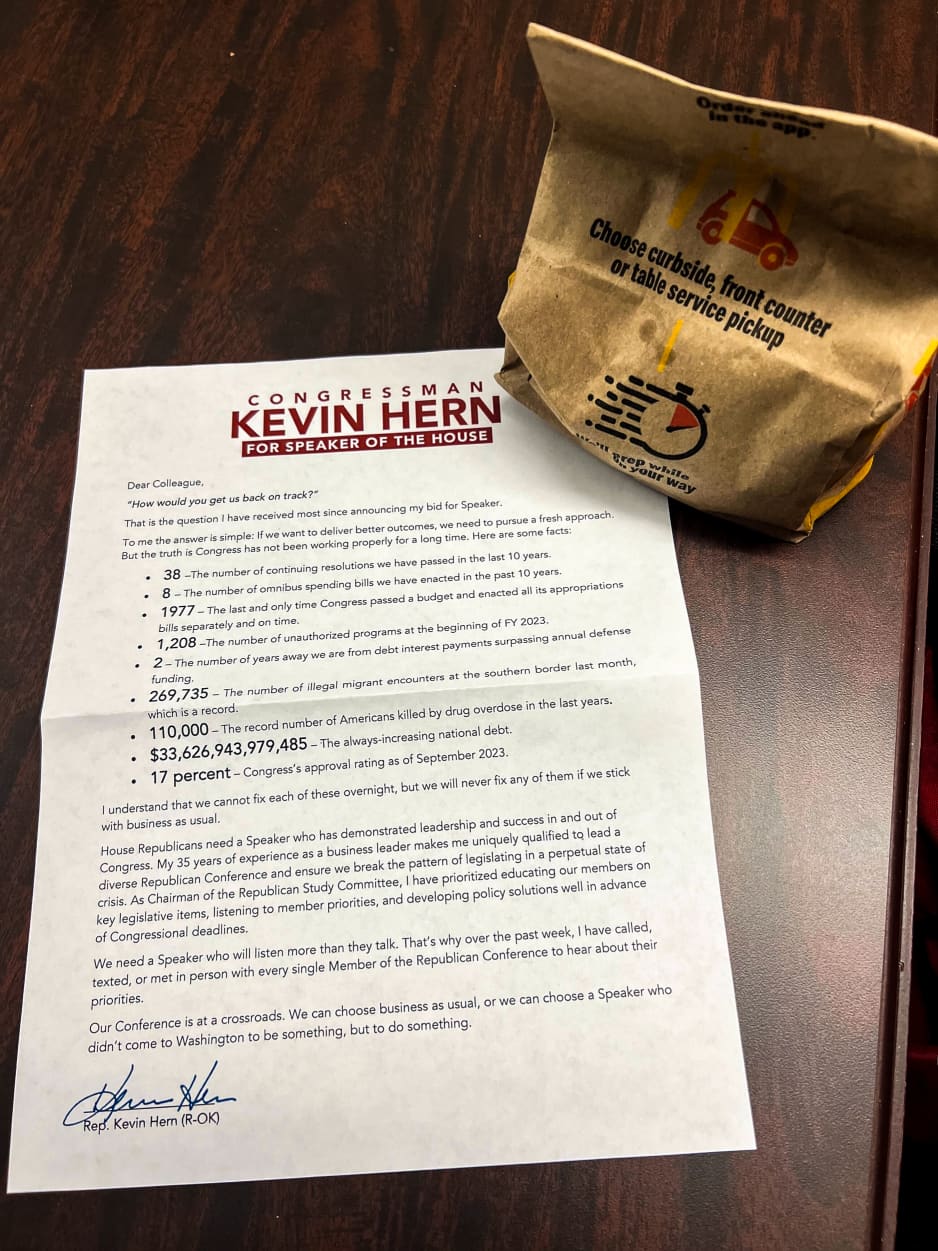 Order ahead
in the app.
Choose curbside, front counter
or table service pickup
prep while
your way
CONGRESSMAN
KEVIN HERN
FOR SPEAKER OF THE HOUSE
Dear Colleague,
"How would you get us back on track?"
That is the question I have received most since announcing my bid for Speaker.
To me the answer is simple: If we want to deliver better outcomes, we need to pursue a fresh approach.
But the truth is Congress has not been working properly for a long time. Here are some facts:
• 38 –The number of continuing resolutions we have passed in the last 10 years.
• 8 – The number of omnibus spending bills we have enacted in the past 10 years.
• 1977 – The last and only time Congress passed a budget and enacted all its appropriations
bills separately and on time.
• 1,208 –The number of unauthorized programs at the beginning of FY 2023.
• 2 – The number of years away we are from debt interest payments surpassing annual defense
funding.
• 269,735 – The number of illegal migrant encounters at the southern border last month,
which is a record.
• 110,000 – The record number of Americans killed by drug overdose in the last years.
• $33,626,943,979,485 – The always-increasing national debt.
• 17 percent – Congress's approval rating as of September 2023.
I understand that we cannot fix each of these overnight, but we will never fix any of them if we stick
with business as usual.
House Republicans need a Speaker who has demonstrated leadership and success in and out of
Congress. My 35 years of experience as a business leader makes me uniquely qualified to lead a
diverse Republican Conference and ensure we break the pattern of legislating in a perpetual state of
crisis. As Chairman of the Republican Study Committee, I have prioritized educating our members on
key legislative items, listening to member priorities, and developing policy solutions well in advance
of Congressional deadlines.
We need a Speaker who will listen more than they talk. That's why over the past week, I have called,
texted, or met in person with every single Member of the Republican Conference to hear about their
priorities.
Our Conference is at a crossroads. We can choose business as usual, or we can choose a Speaker who
didn't come to Washington to be something, but to do something.
Rep. Kevin Hern (R-OK)